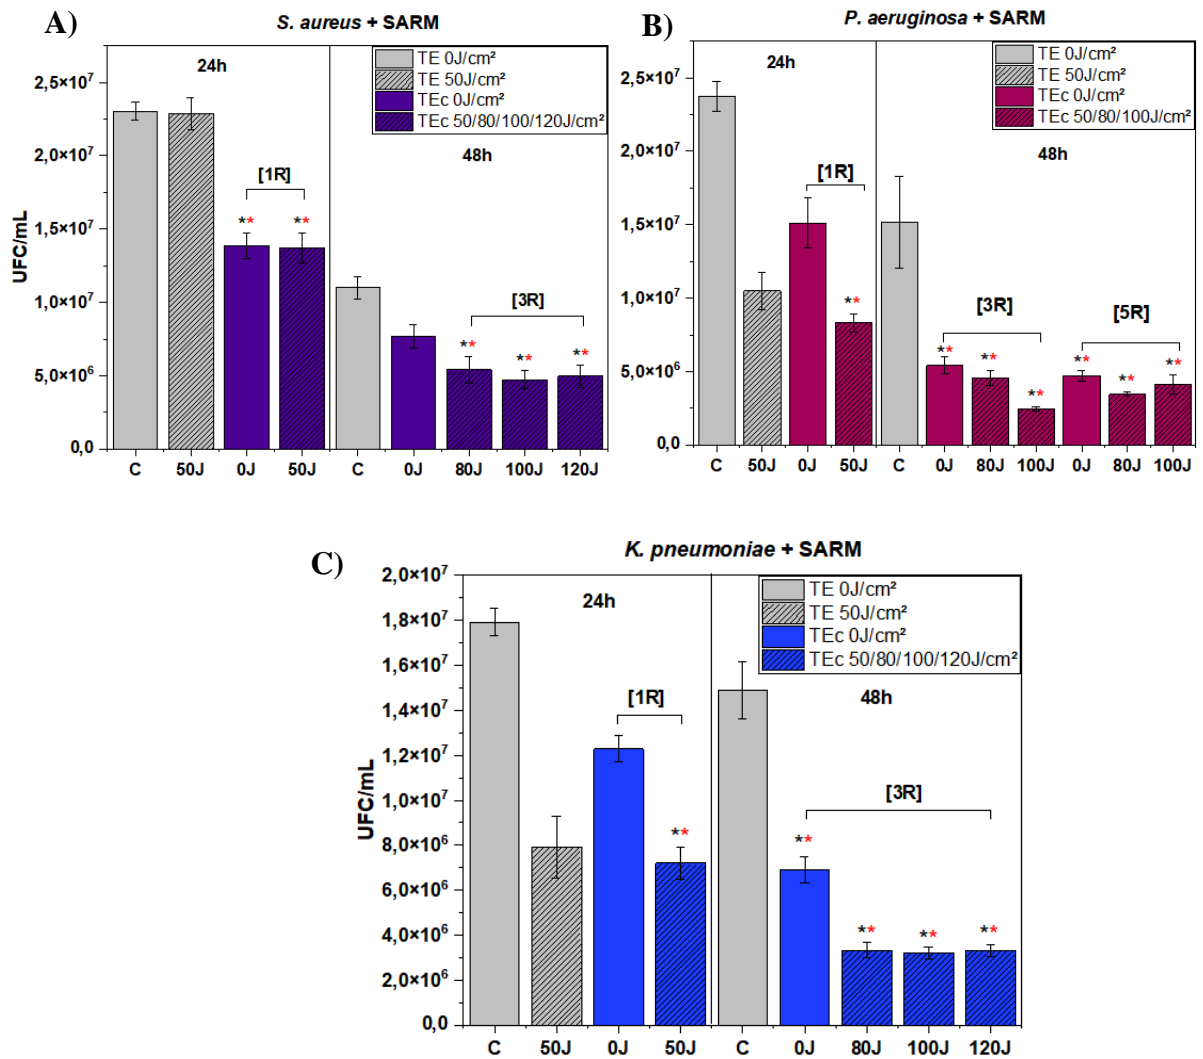 A)
S. aureus + SARM
24h
TE 0J/cm²
TE 50J/cm²
TEc 0J/cm²
TEc 50/80/100/120J/cm²
48h
[1R]
[3R]
** ** ** ** **
UFC/mL
2,5×10⁷
2,0×10⁷
1,5×10⁷
1,0×10⁷
5,0×10⁶
0,0
C 50J 0J 50J C 0J 80J 100J 120J
B)
P. aeruginosa + SARM
24h
TE 0J/cm²
TE 50J/cm²
TEc 0J/cm²
TEc 50/80/100J/cm²
48h
[1R]
[3R]
[5R]
** ** ** ** ** ** **
UFC/mL
2,5×10⁷
2,0×10⁷
1,5×10⁷
1,0×10⁷
5,0×10⁶
0,0
C 50J 0J 50J C 0J 80J 100J 0J 80J 100J
C)
K. pneumoniae + SARM
24h
TE 0J/cm²
TE 50J/cm²
TEc 0J/cm²
TEc 50/80/100/120J/cm²
48h
[1R]
[3R]
** ** ** ** **
UFC/mL
2,0×10⁷
1,8×10⁷
1,6×10⁷
1,4×10⁷
1,2×10⁷
1,0×10⁷
8,0×10⁶
6,0×10⁶
4,0×10⁶
2,0×10⁶
0,0
C 50J 0J 50J C 0J 80J 100J 120J